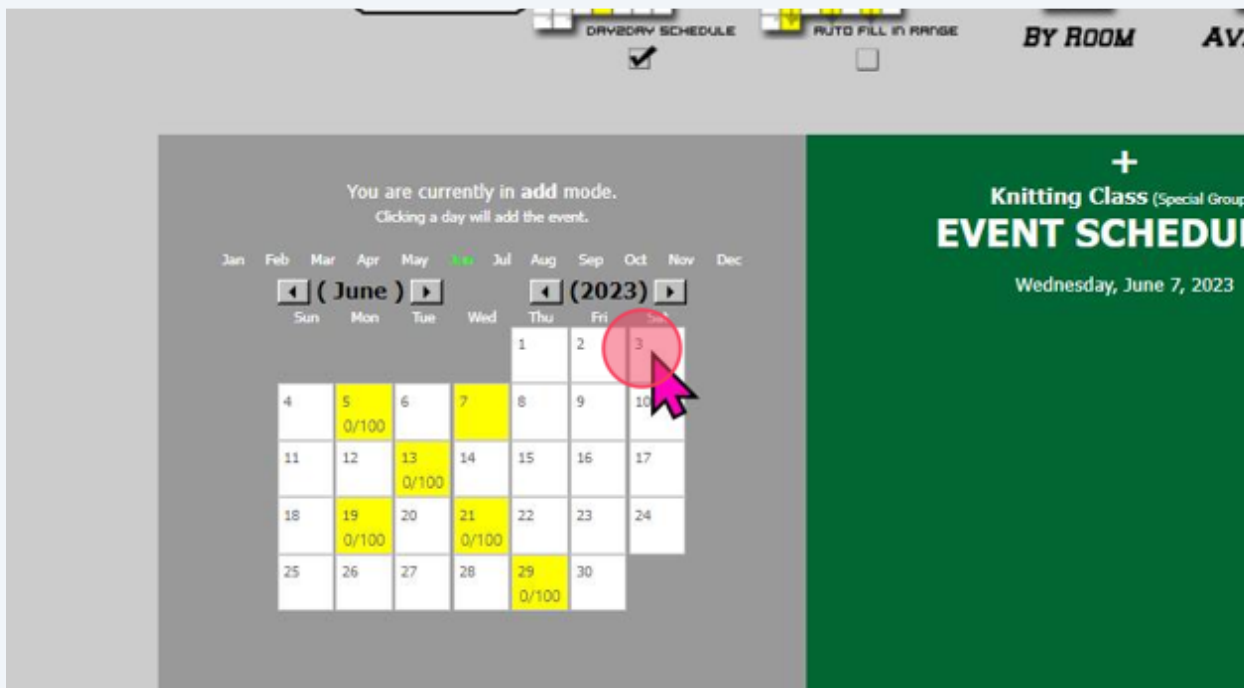 DAY2DAY SCHEDULE
AUTO FILL IN RANGE
BY ROOM
You are currently in add mode.
Clicking a day will add the event.
Jan Feb Mar Apr May Jun Jul Aug Sep Oct Nov Dec
( June ) (2023)
Sun Mon Tue Wed Thu Fri Sat
1 2 3
4 5 6 7 8 9 10
0/100
11 12 13 14 15 16 17
0/100
18 19 20 21 22 23 24
0/100 0/100
25 26 27 28 29 30
0/100
+
Knitting Class (Special Group
EVENT
Wednesday, June 7, 2023